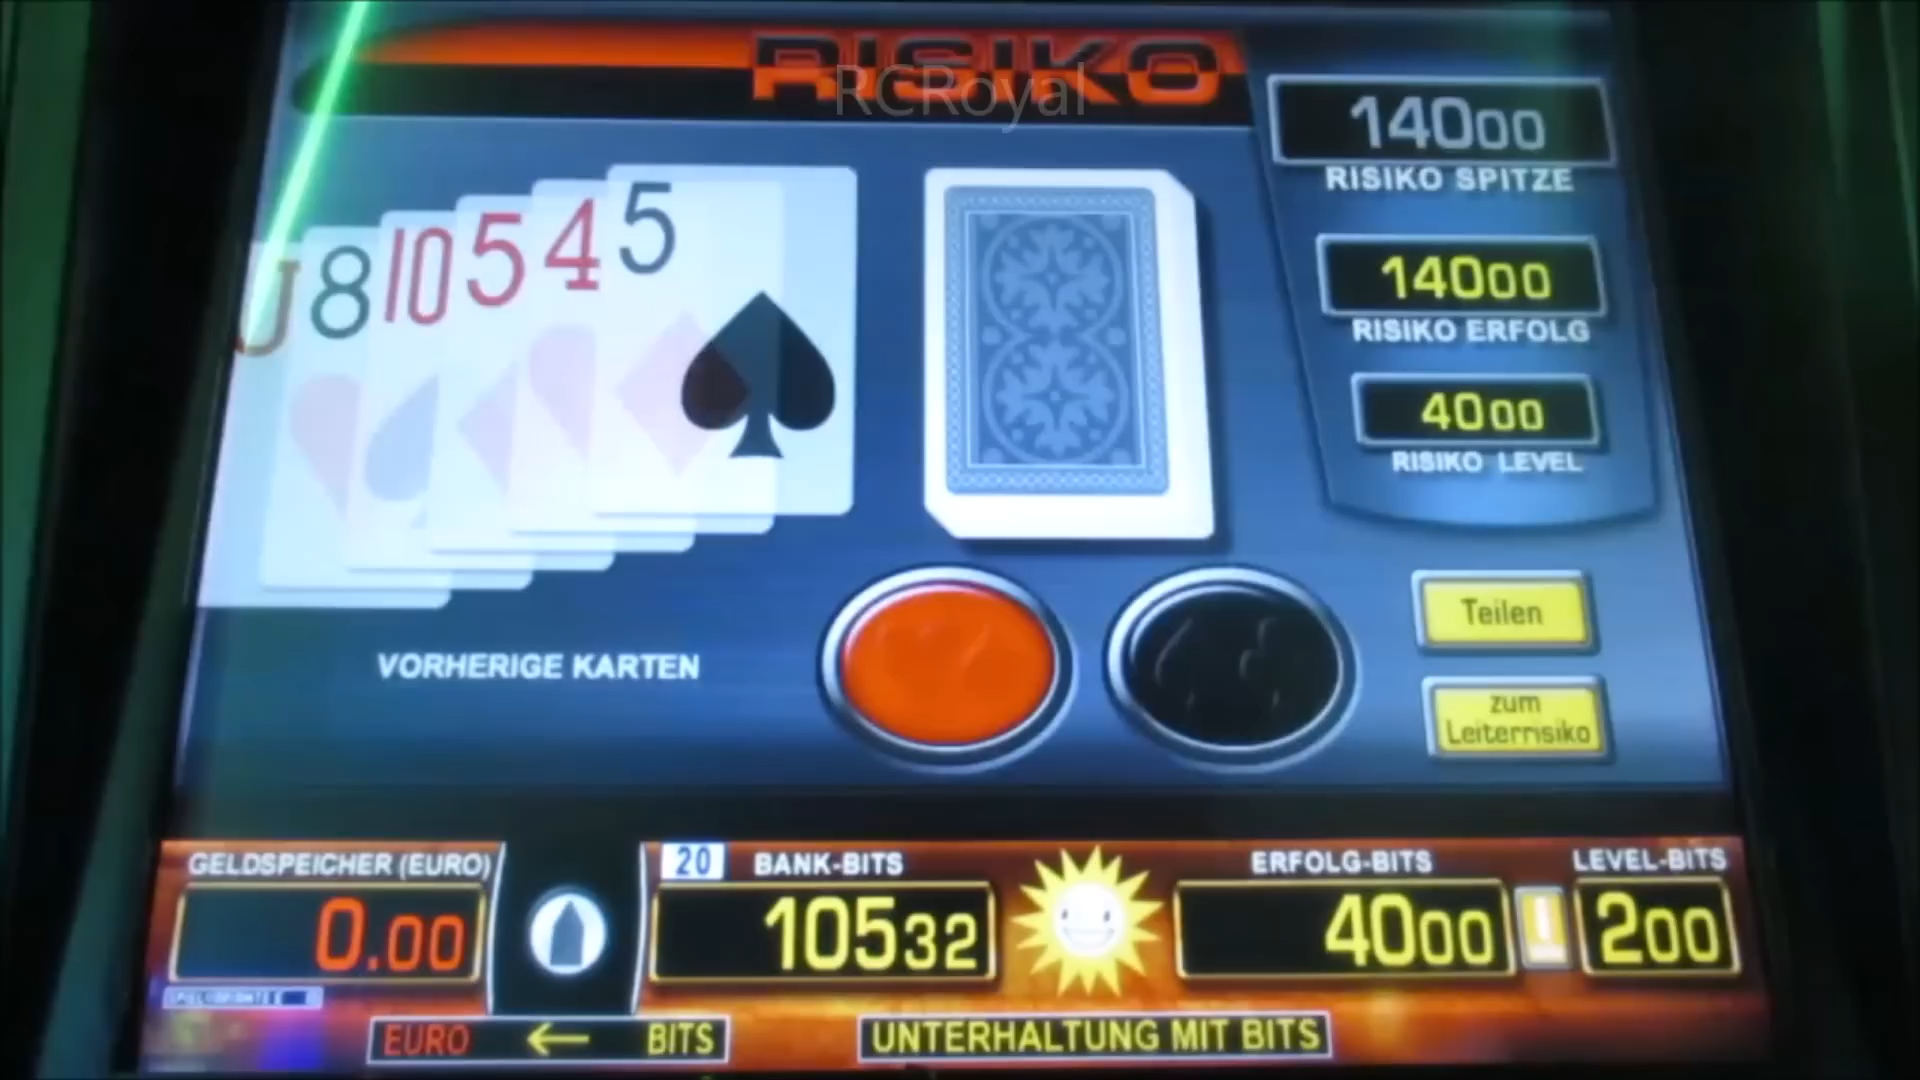 RISIKO
RCRoyal
14000
RISIKO SPITZE
14000
RISIKO ERFOLG
4000
RISIKO LEVEL
J 8 10 5 4 5
VORHERIGE KARTEN
Teilen
zum
Leiterrisiko
GELDSPEICHER (EURO)
20
BANK-BITS
ERFOLG-BITS
LEVEL-BITS
0.00
10532
4000
200
EURO ← BITS
UNTERHALTUNG MIT BITS